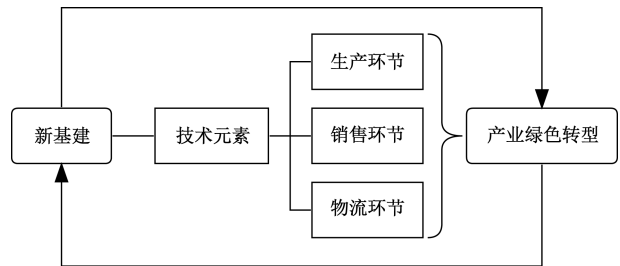 新基建
技术元素
生产环节
销售环节
物流环节
产业绿色转型